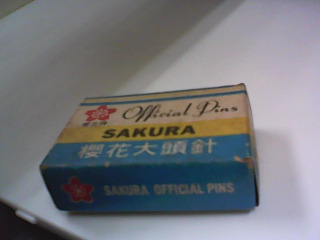 Official Pins
SAKURA
櫻花大頭針
SAKURA OFFICIAL PINS